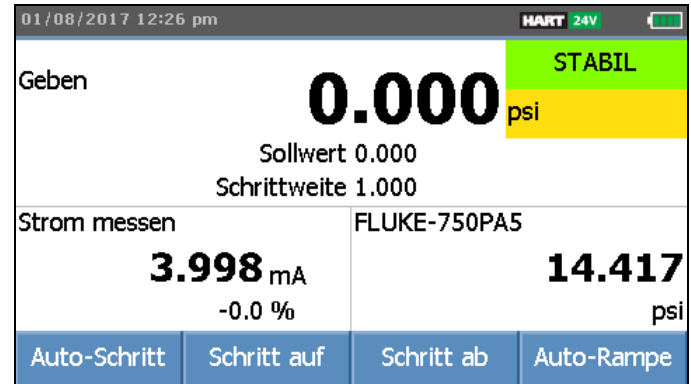 01/08/2017 12:26 pm HART 24V
STABIL
Geben 0.000 psi
Sollwert 0.000
Schrittweite 1.000
Strom messen
3.998 mA
-0.0 %
FLUKE-750PA5
14.417
psi
Auto-Schritt Schritt auf Schritt ab Auto-Rampe